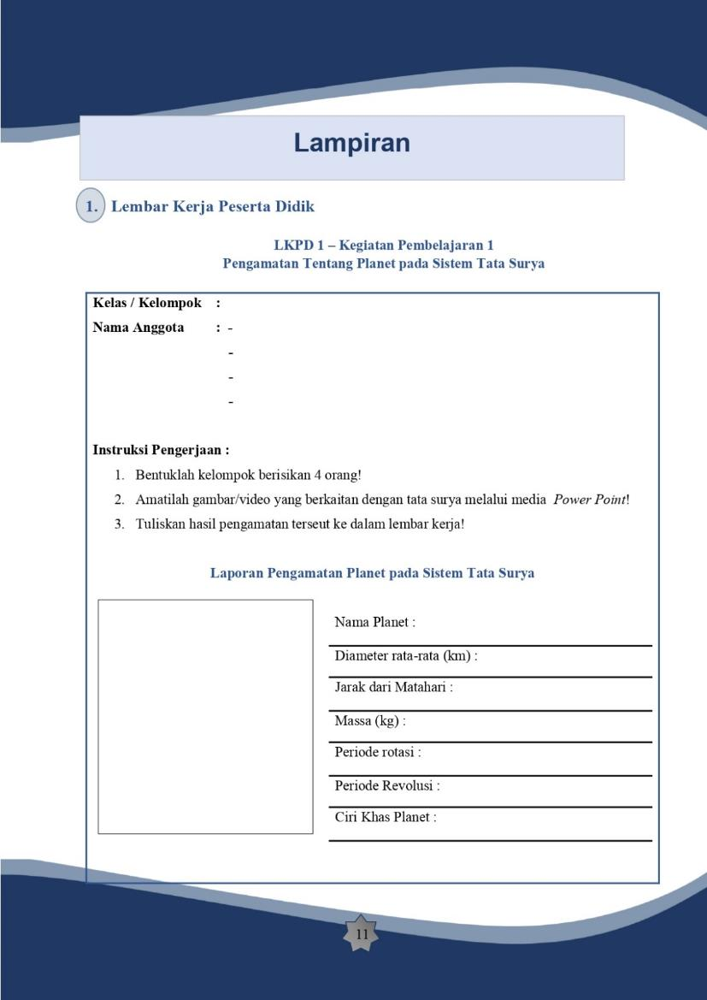 Lampiran
1. Lembar Kerja Peserta Didik
LKPD 1 – Kegiatan Pembelajaran 1
Pengamatan Tentang Planet pada Sistem Tata Surya
Kelas / Kelompok :
Nama Anggota : -
-
-
-
Instruksi Pengerjaan :
1. Bentuklah kelompok berisikan 4 orang!
2. Amatilah gambar/video yang berkaitan dengan tata surya melalui media Power Point!
3. Tuliskan hasil pengamatan terseut ke dalam lembar kerja!
Laporan Pengamatan Planet pada Sistem Tata Surya
Nama Planet :
Diameter rata-rata (km) :
Jarak dari Matahari :
Massa (kg) :
Periode rotasi :
Periode Revolusi :
Ciri Khas Planet :
11